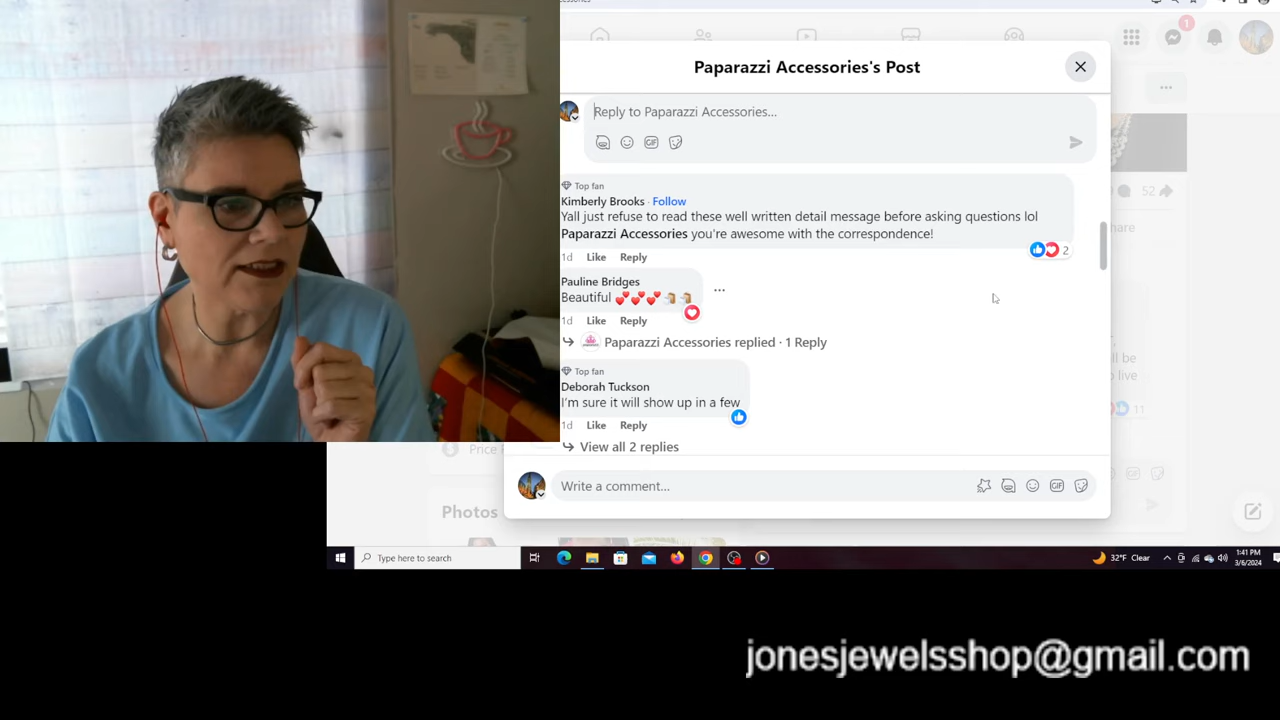 Paparazzi Accessories's Post
Reply to Paparazzi Accessories...
GIF
52
Top fan
Kimberly Brooks · Follow
Yall just refuse to read these well written detail message before asking questions lol
Paparazzi Accessories you're awesome with the correspondence!
2
1d Like Reply
Pauline Bridges
Beautiful
1d Like Reply
Paparazzi Accessories replied · 1 Reply
Top fan
Deborah Tuckson
I'm sure it will show up in a few
1d Like Reply
View all 2 replies
11
Write a comment...
GIF
Photos
Type here to search
32°F Clear
1:41 PM
3/6/2024
jonesjewelsshop@gmail.com